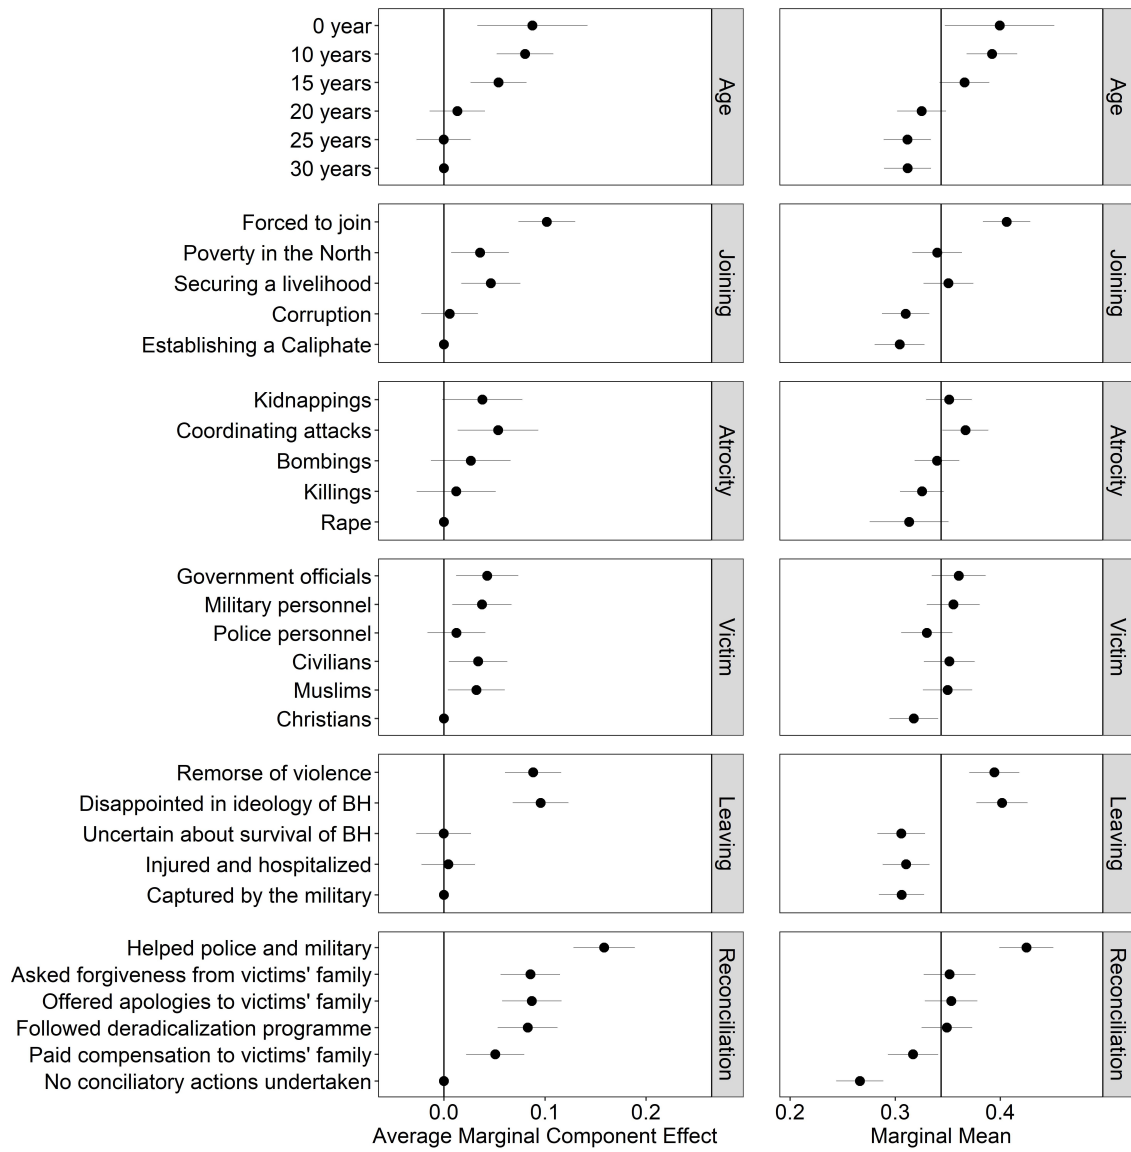 0 year
10 years
15 years
20 years
25 years
30 years
Age
Age
Forced to join
Poverty in the North
Securing a livelihood
Corruption
Establishing a Caliphate
Joining
Joining
Kidnappings
Coordinating attacks
Bombings
Killings
Rape
Atrocity
Atrocity
Government officials
Military personnel
Police personnel
Civilians
Muslims
Christians
Victim
Victim
Remorse of violence
Disappointed in ideology of BH
Uncertain about survival of BH
Injured and hospitalized
Captured by the military
Leaving
Leaving
Helped police and military
Asked forgiveness from victims' family
Offered apologies to victims' family
Followed deradicalization programme
Paid compensation to victims' family
No conciliatory actions undertaken
Reconciliation
Reconciliation
0.0 0.1 0.2
Average Marginal Component Effect
0.2 0.3 0.4
Marginal Mean